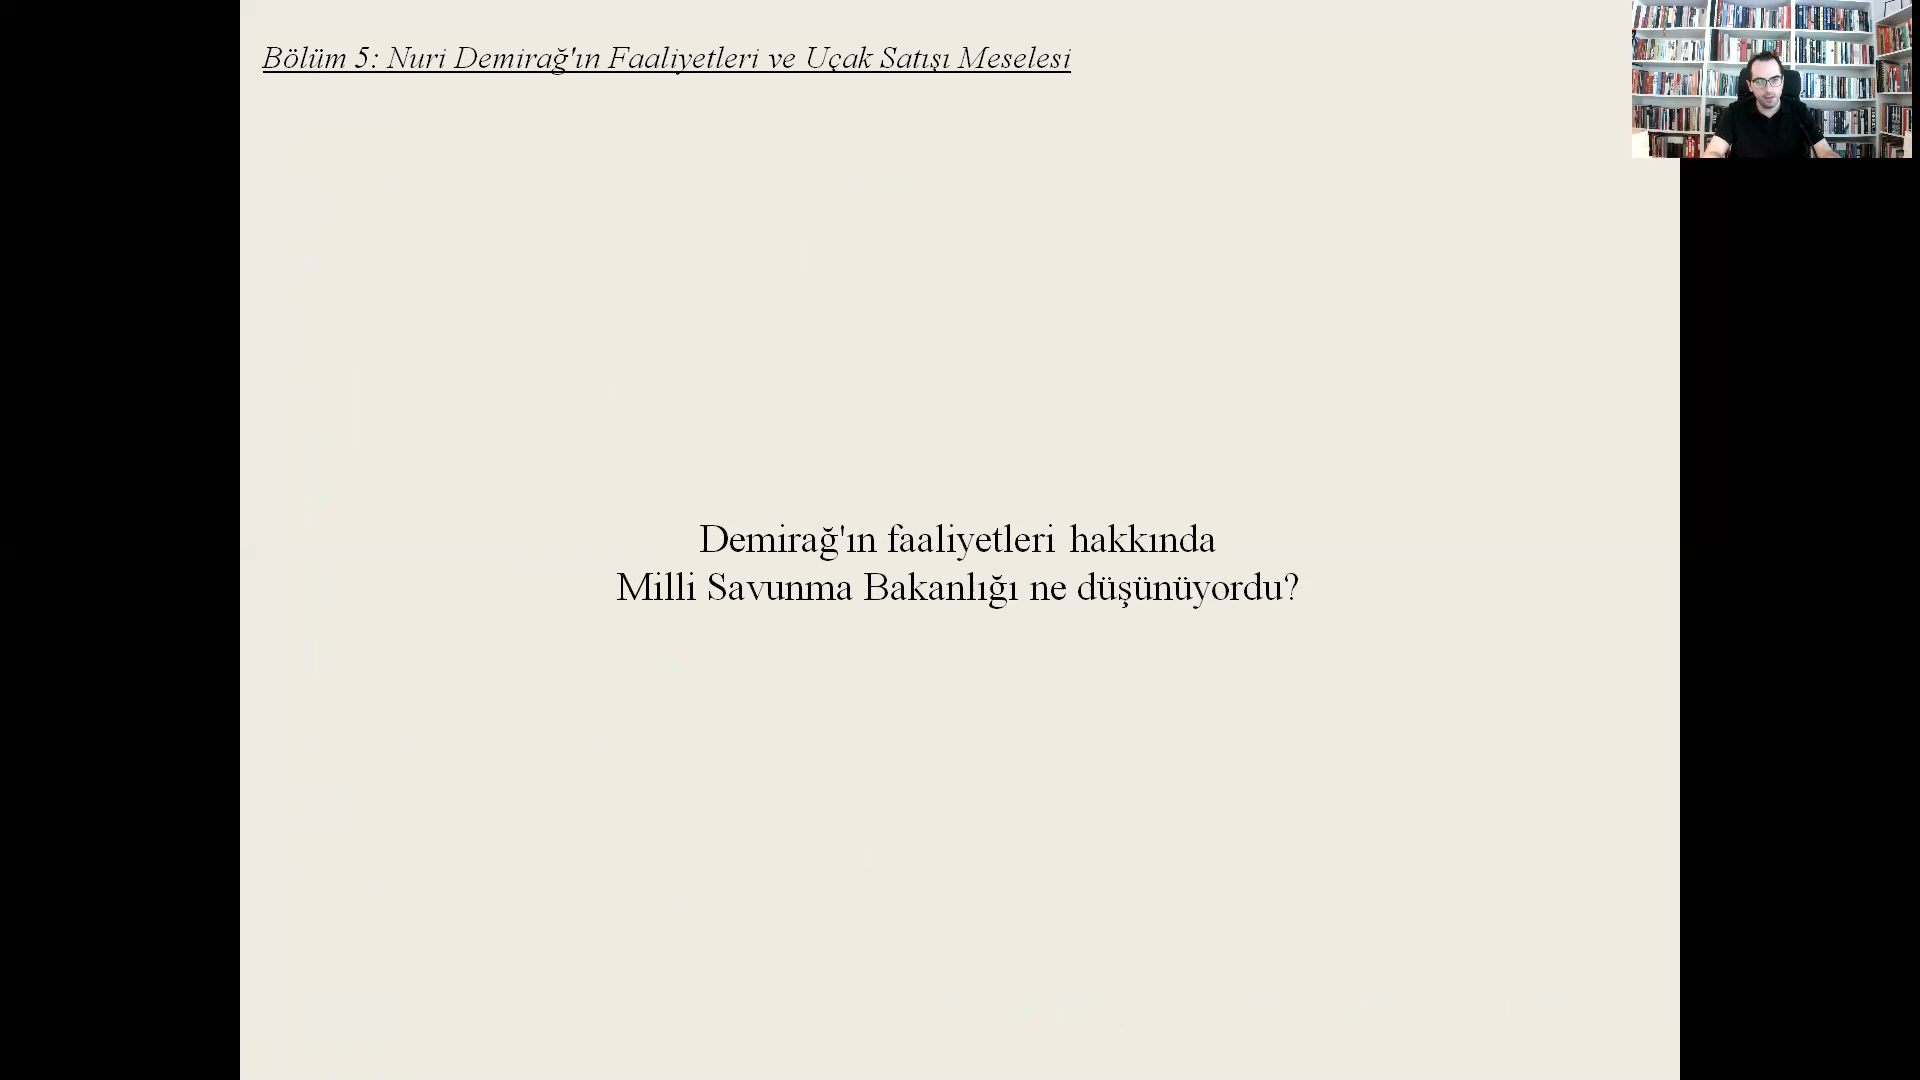 Bölüm 5: Nuri Demirağ'ın Faaliyetleri ve Uçak Satışı Meselesi
Demirağ'ın faaliyetleri hakkında
Milli Savunma Bakanlığı ne düşünüyordu?